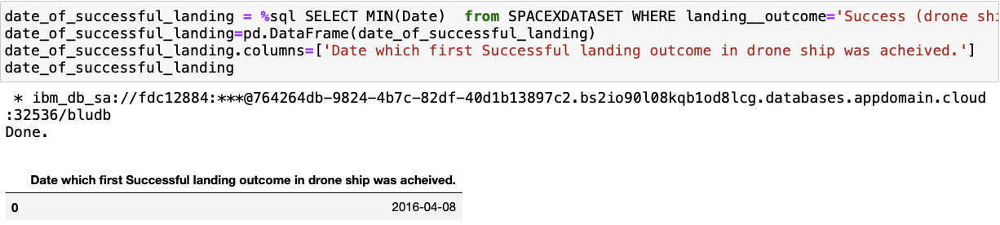 date_of_successful_landing = %sql SELECT MIN(Date)  from SPACEXDATASET WHERE landing__outcome='Success (drone shi
date_of_successful_landing=pd.DataFrame(date_of_successful_landing)
date_of_successful_landing.columns=['Date which first Successful landing outcome in drone ship was acheived.']
date_of_successful_landing
* ibm_db_sa://fdc12884:***@764264db-9824-4b7c-82df-40d1b13897c2.bs2io90l08kqb1od8lcg.databases.appdomain.cloud
:32536/bludb
Done.
Date which first Successful landing outcome in drone ship was acheived.
0 2016-04-08